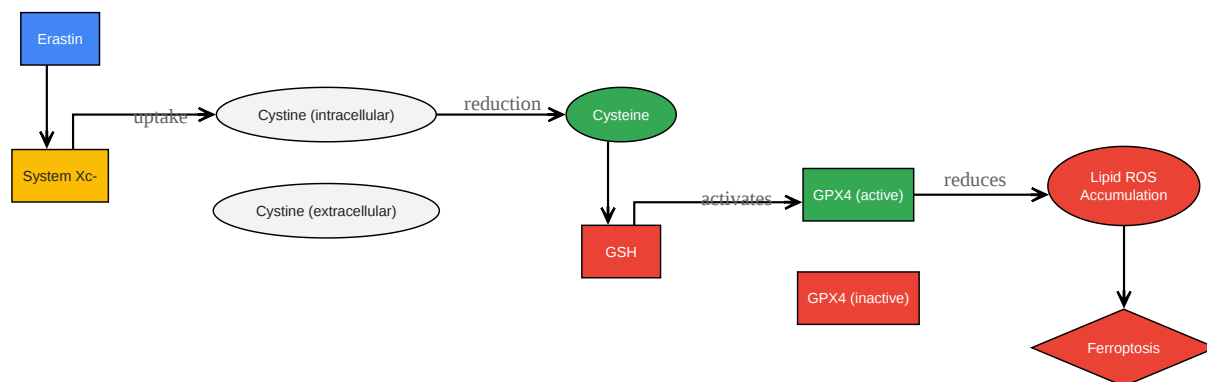 Erastin
System Xc-
uptake
Cystine (intracellular)
Cystine (extracellular)
reduction
Cysteine
GSH
activates
GPX4 (active)
GPX4 (inactive)
reduces
Lipid ROS
Accumulation
Ferroptosis